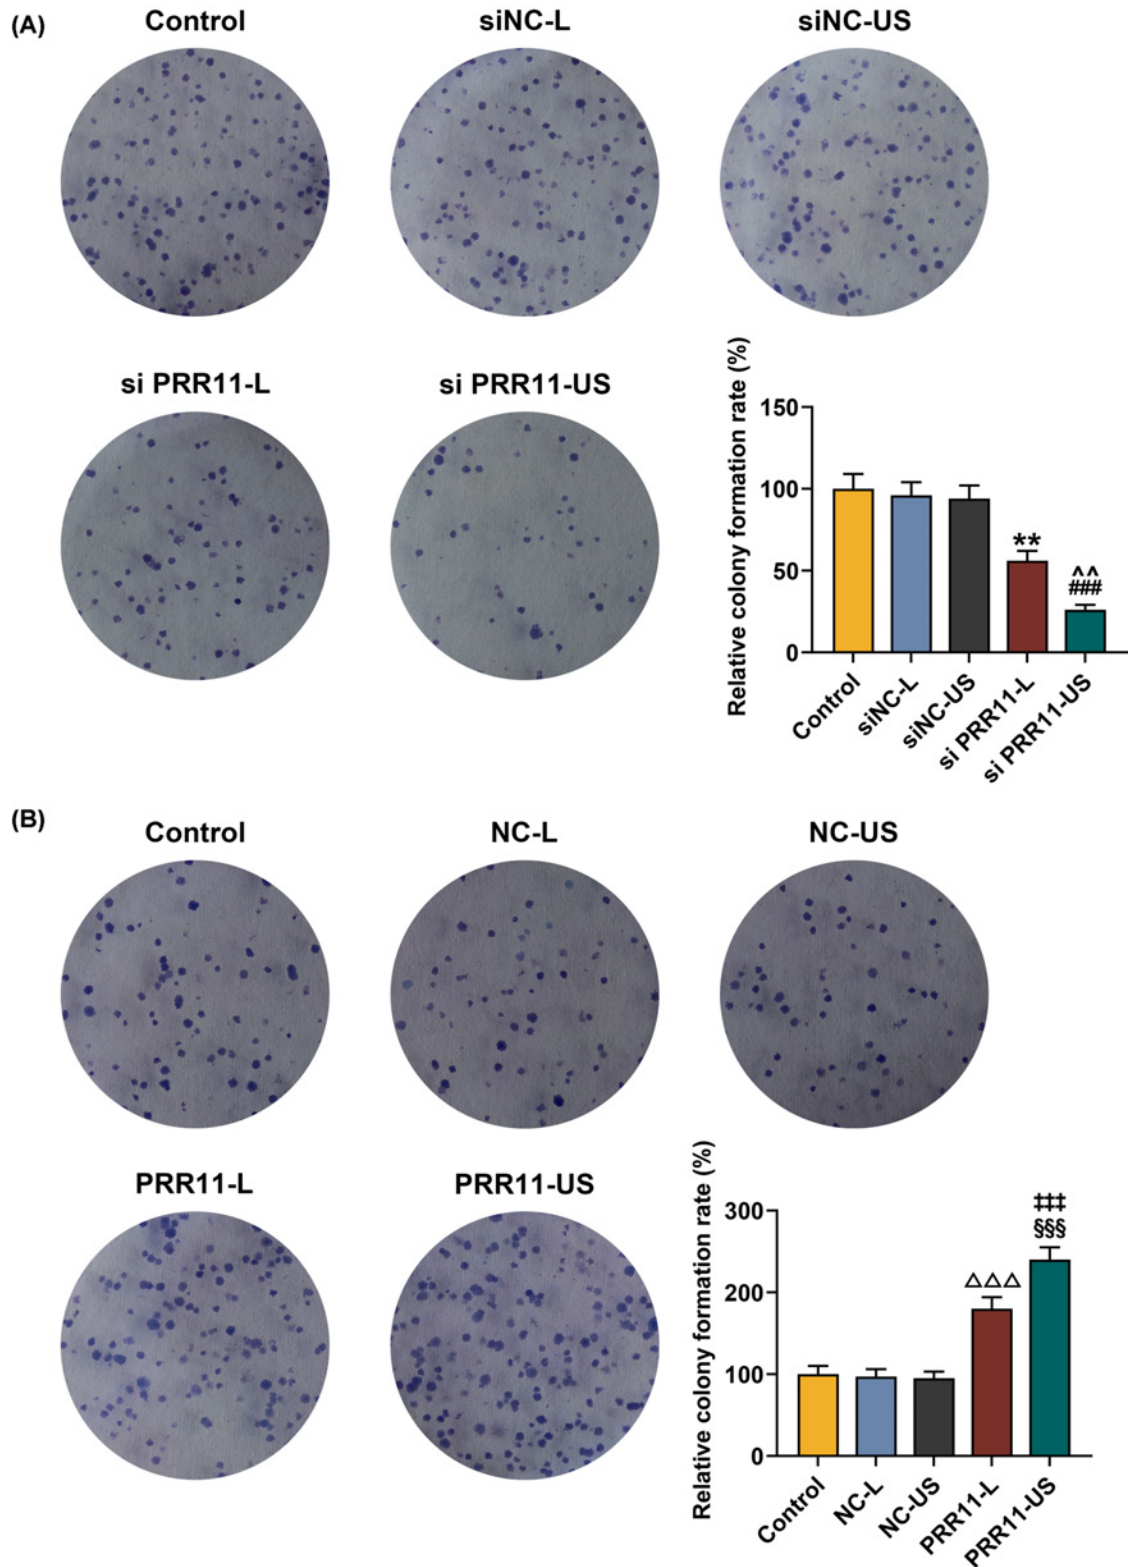 (A)
Control
siNC-L
siNC-US
si PRR11-L
si PRR11-US
Relative colony formation rate (%)
150
100
50
0
**
^^
###
Control
siNC-L
siNC-US
si PRR11-L
si PRR11-US
(B)
Control
NC-L
NC-US
PRR11-L
PRR11-US
Relative colony formation rate (%)
300
200
100
0
‡‡‡
§§§
△△△
Control
NC-L
NC-US
PRR11-L
PRR11-US